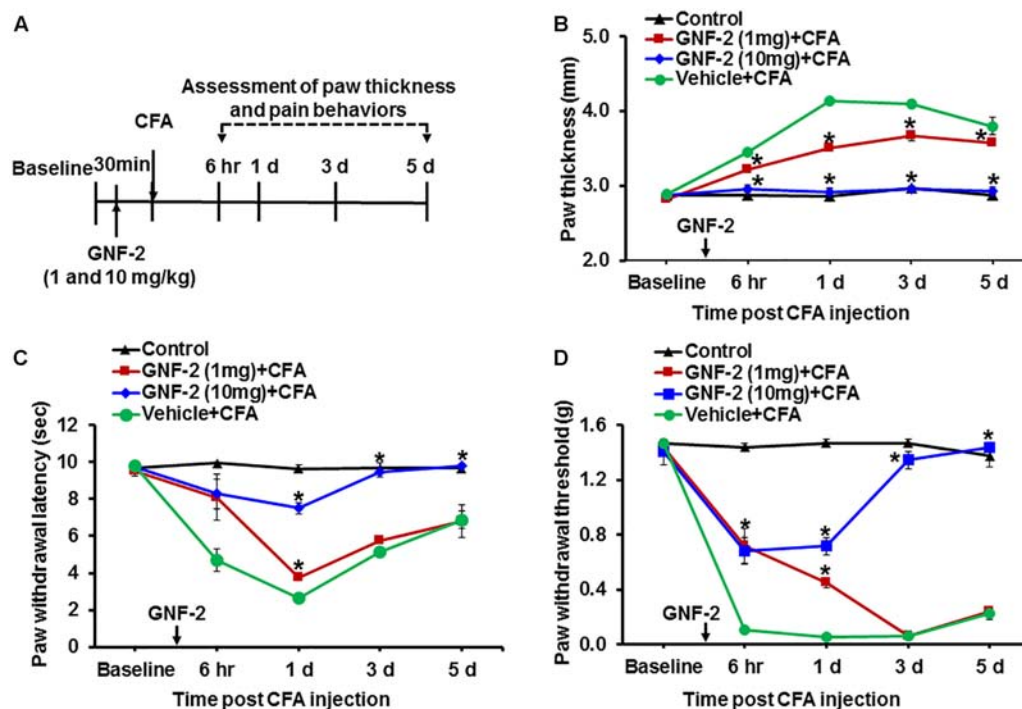 A
Assessment of paw thickness
and pain behaviors
CFA
Baseline 30min 6 hr 1 d 3 d 5 d
GNF-2
(1 and 10 mg/kg)
B
Control
GNF-2 (1mg)+CFA
GNF-2 (10mg)+CFA
Vehicle+CFA
Paw thickness (mm)
5.0
4.0
3.0
2.0
* * * *
* * * *
GNF-2
Baseline 6 hr 1 d 3 d 5 d
Time post CFA injection
C
Control
GNF-2 (1mg)+CFA
GNF-2 (10mg)+CFA
Vehicle+CFA
Paw withdrawal latency (sec)
12
10
8
6
4
2
0
* * *
*
GNF-2
Baseline 6 hr 1 d 3 d 5 d
Time post CFA injection
D
Control
GNF-2 (1mg)+CFA
GNF-2 (10mg)+CFA
Vehicle+CFA
Paw withdrawal threshold (g)
1.6
1.2
0.8
0.4
0.0
* * * *
*
GNF-2
Baseline 6 hr 1 d 3 d 5 d
Time post CFA injection